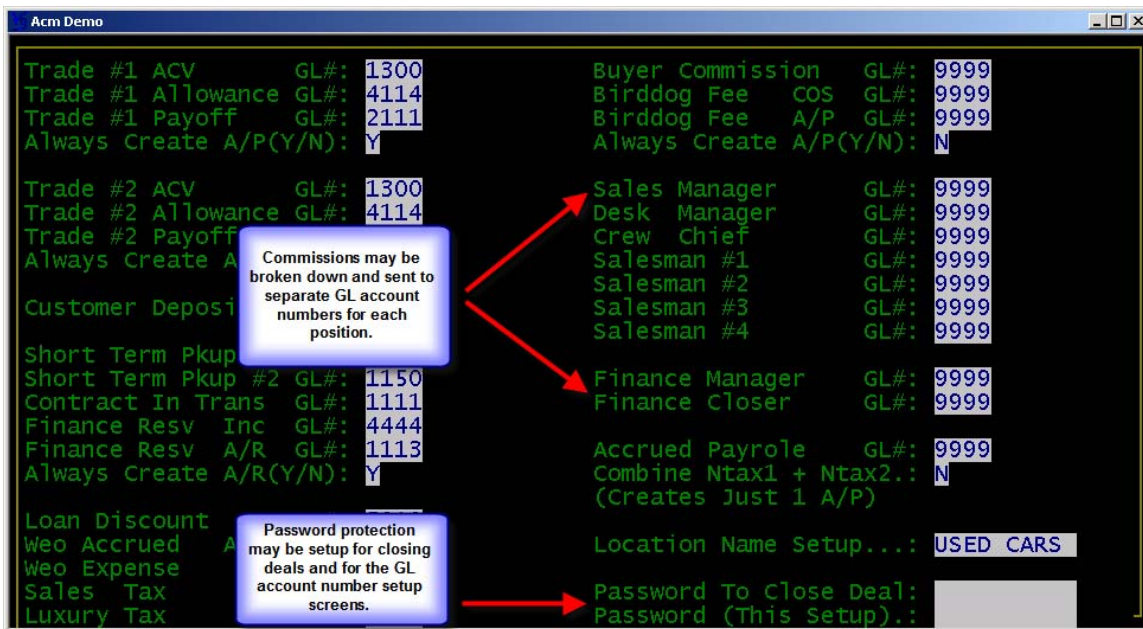 Acm Demo
Trade #1 ACV GL#: 1300 Buyer Commission GL#: 9999
Trade #1 Allowance GL#: 4114 Birddog Fee COS GL#: 9999
Trade #1 Payoff GL#: 2111 Birddog Fee A/P GL#: 9999
Always Create A/P(Y/N): Y Always Create A/P(Y/N): N
Trade #2 ACV GL#: 1300 Sales Manager GL#: 9999
Trade #2 Allowance GL#: 4114 Desk Manager GL#: 9999
Trade #2 Payoff Crew Chief GL#: 9999
Always Create A Salesman #1 GL#: 9999
Salesman #2 GL#: 9999
Customer Deposi Salesman #3 GL#: 9999
Salesman #4 GL#: 9999
Commissions may be
broken down and sent to
separate GL account
numbers for each
position.
Short Term Pkup
Short Term Pkup #2 GL#: 1150 Finance Manager GL#: 9999
Contract In Trans GL#: 1111 Finance Closer GL#: 9999
Finance Resv Inc GL#: 4444
Finance Resv A/R GL#: 1113 Accrued Payrole GL#: 9999
Always Create A/R(Y/N): Y Combine Ntax1 + Ntax2.: N
(Creates Just 1 A/P)
Loan Discount
Weo Accrued A Location Name Setup...: USED CARS
Weo Expense
Sales Tax Password To Close Deal:
Luxury Tax Password (This Setup).:
Password protection
may be setup for closing
deals and for the GL
account number setup
screens.